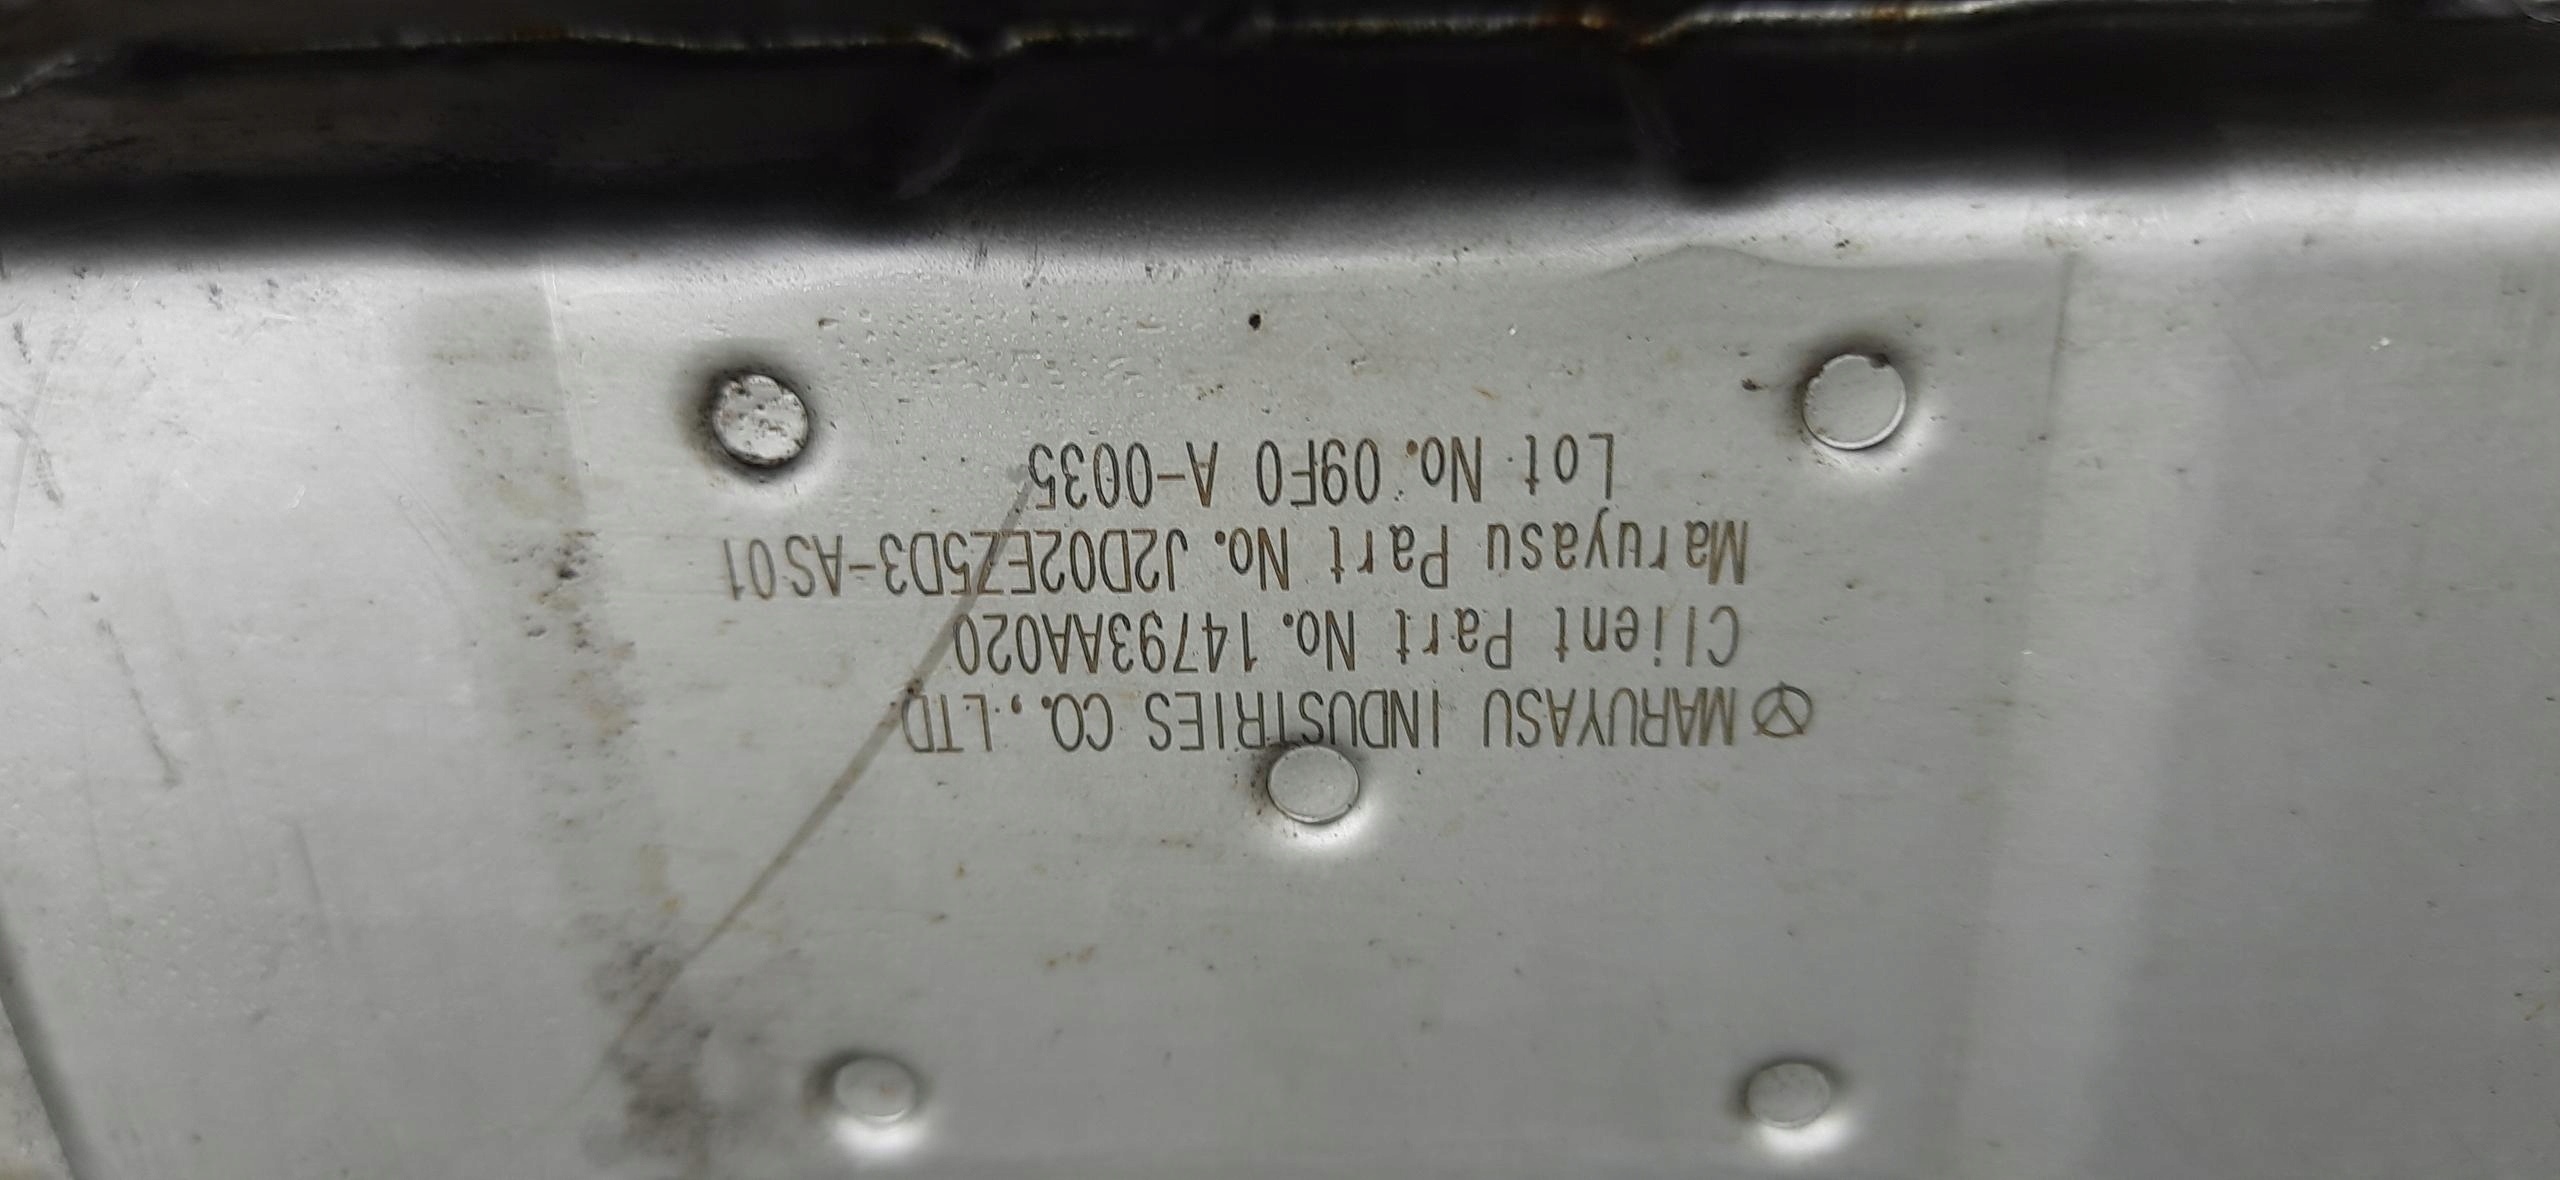 MARUYASU INDUSTRIES CO.,LTD
Client Part No. 14793AA020
Maruyasu Part No. J2D02EZ5D3-AS01
Lot No. 09F0 A-0035